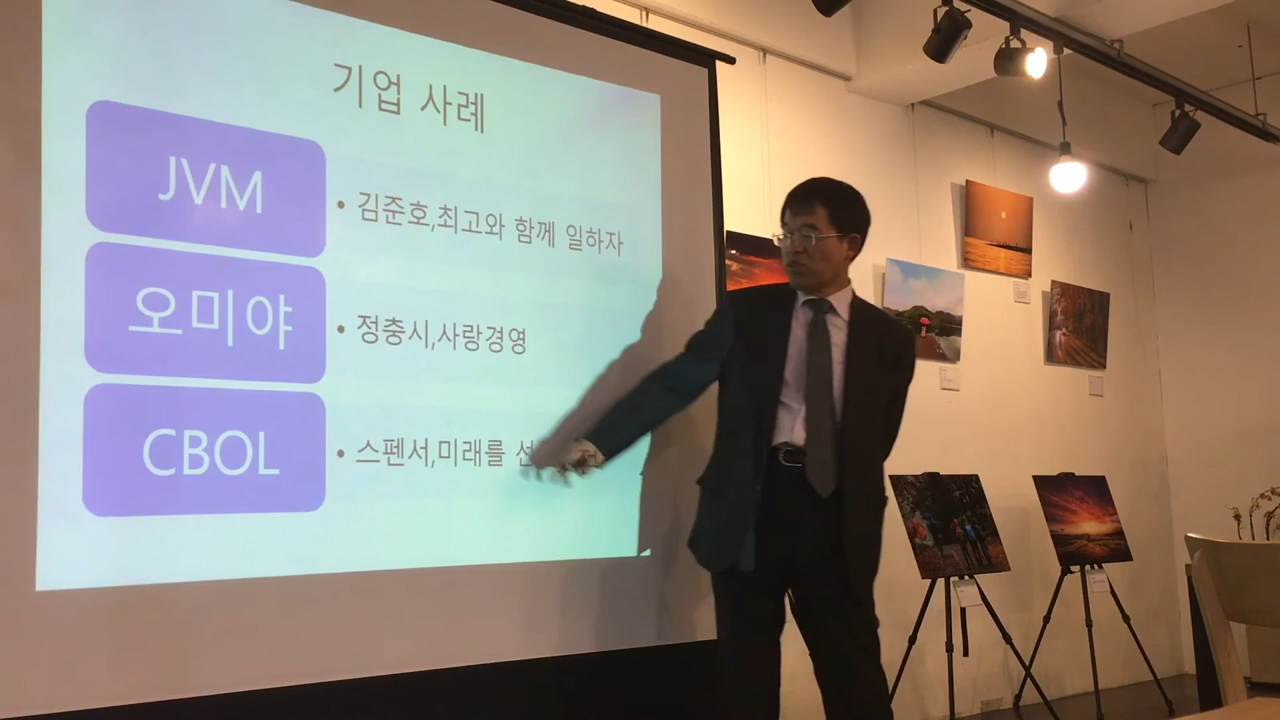 기업 사례
JVM
• 김준호,최고와 함께 일하자
오미야
• 정충시,사랑경영
CBOL
• 스펜서,미래를